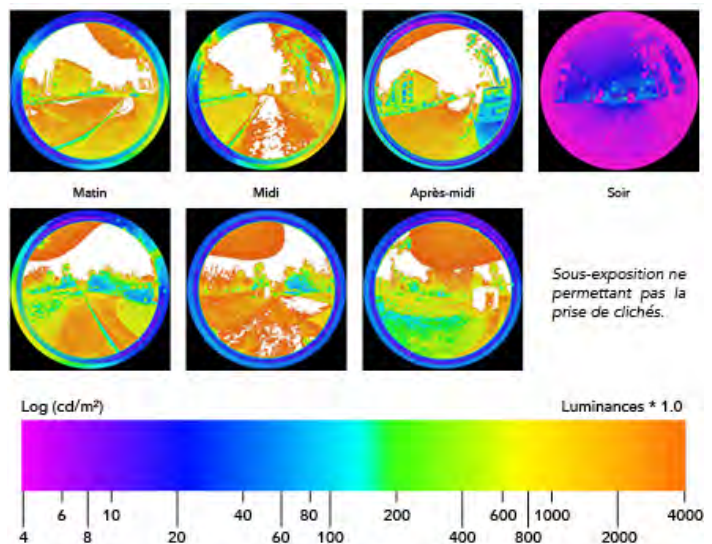 Matin Midi Après-midi Soir
Sous-exposition ne
permettant pas la
prise de clichés.
Log (cd/m²) Luminances * 1.0
6 10 40 80 200 600 1000 4000
4 8 20 60 100 400 800 2000